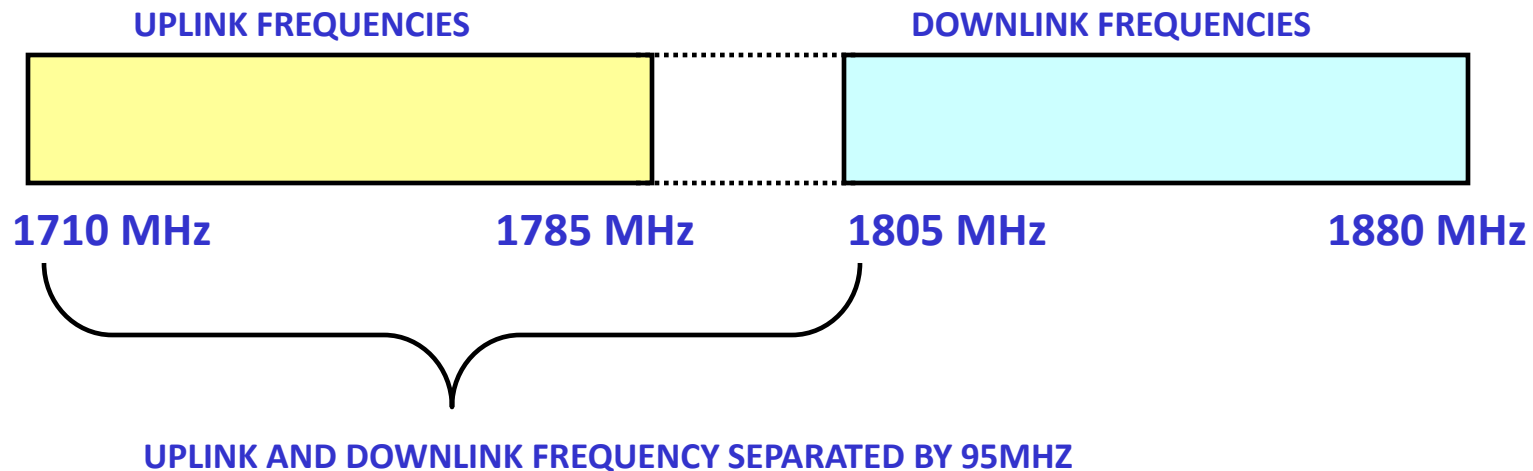 UPLINK FREQUENCIES
DOWNLINK FREQUENCIES
1710 MHz
1785 MHz
1805 MHz
1880 MHz
UPLINK AND DOWNLINK FREQUENCY SEPARATED BY 95MHZ